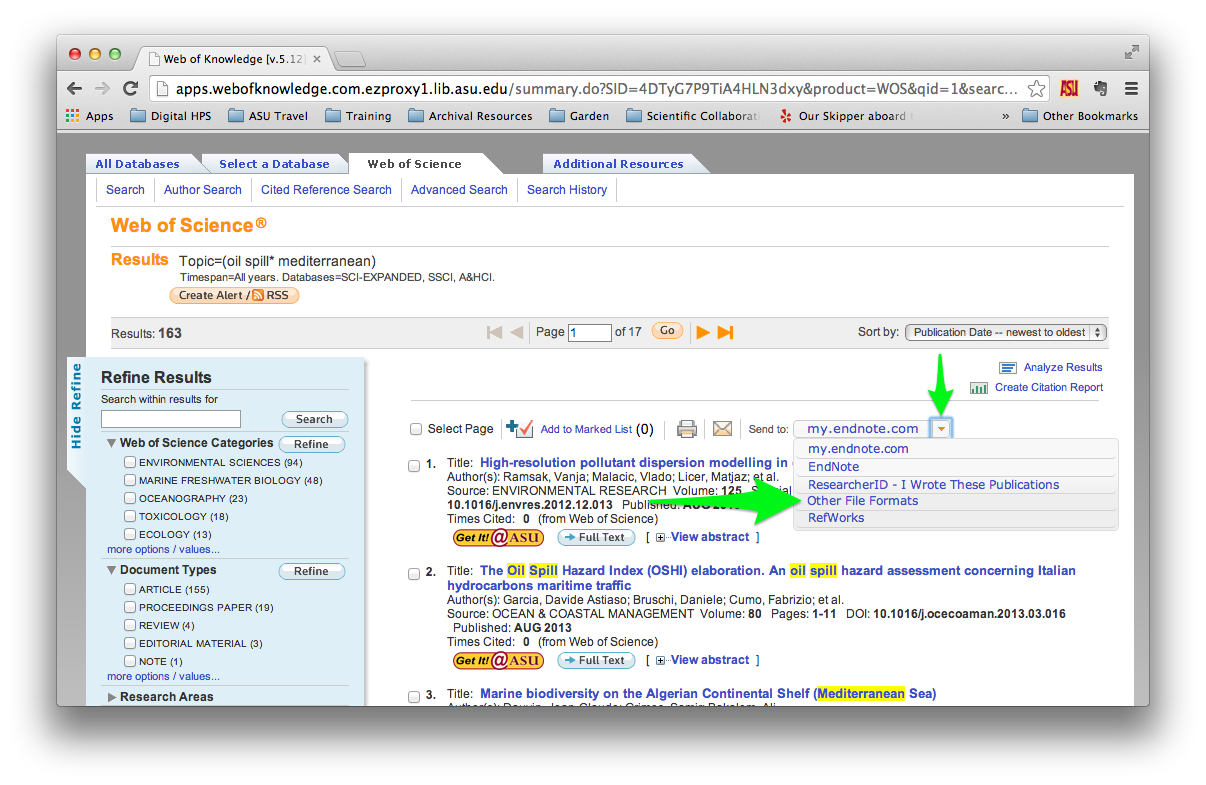 Web of Knowledge [v.5.12]
apps.webofknowledge.com.ezproxy1.lib.asu.edu/summary.do?SID=4DTyG7P9TiA4HLN3dxy&product=WOS&qid=1&searc... ASU
Apps Digital HPS ASU Travel Training Archival Resources Garden Scientific Collaborati Our Skipper aboard » Other Bookmarks
All Databases Select a Database Web of Science Additional Resources
Search Author Search Cited Reference Search Advanced Search Search History
Web of Science®
Results Topic=(oil spill* mediterranean)
Timespan=All years. Databases=SCI-EXPANDED, SSCI, A&HCI.
Create Alert / RSS
Results: 163 Page 1 of 17 Go Sort by: Publication Date -- newest to oldest
Hide Refine
Refine Results
Search within results for
Search
Web of Science Categories Refine
ENVIRONMENTAL SCIENCES (94)
MARINE FRESHWATER BIOLOGY (48)
OCEANOGRAPHY (23)
TOXICOLOGY (18)
ECOLOGY (13)
more options / values...
Document Types Refine
ARTICLE (155)
PROCEEDINGS PAPER (19)
REVIEW (4)
EDITORIAL MATERIAL (3)
NOTE (1)
more options / values...
Research Areas
Analyze Results
Create Citation Report
Select Page Add to Marked List (0) Send to: my.endnote.com
my.endnote.com
EndNote
ResearcherID - I Wrote These Publications
Other File Formats
RefWorks
1. Title: High-resolution pollutant dispersion modelling in
Author(s): Ramsak, Vanja; Malacic, Vlado; Licer, Matjaz; et al.
Source: ENVIRONMENTAL RESEARCH Volume: 125
10.1016/j.envres.2012.12.013 Published: AUG
Times Cited: 0 (from Web of Science)
Get It! @ ASU Full Text [ View abstract ]
2. Title: The Oil Spill Hazard Index (OSHI) elaboration. An oil spill hazard assessment concerning Italian
hydrocarbons maritime traffic
Author(s): Garcia, Davide Astiaso; Bruschi, Daniele; Cumo, Fabrizio; et al.
Source: OCEAN & COASTAL MANAGEMENT Volume: 80 Pages: 1-11 DOI: 10.1016/j.ocecoaman.2013.03.016
Published: AUG 2013
Times Cited: 0 (from Web of Science)
Get It! @ ASU Full Text [ View abstract ]
3. Title: Marine biodiversity on the Algerian Continental Shelf (Mediterranean Sea)